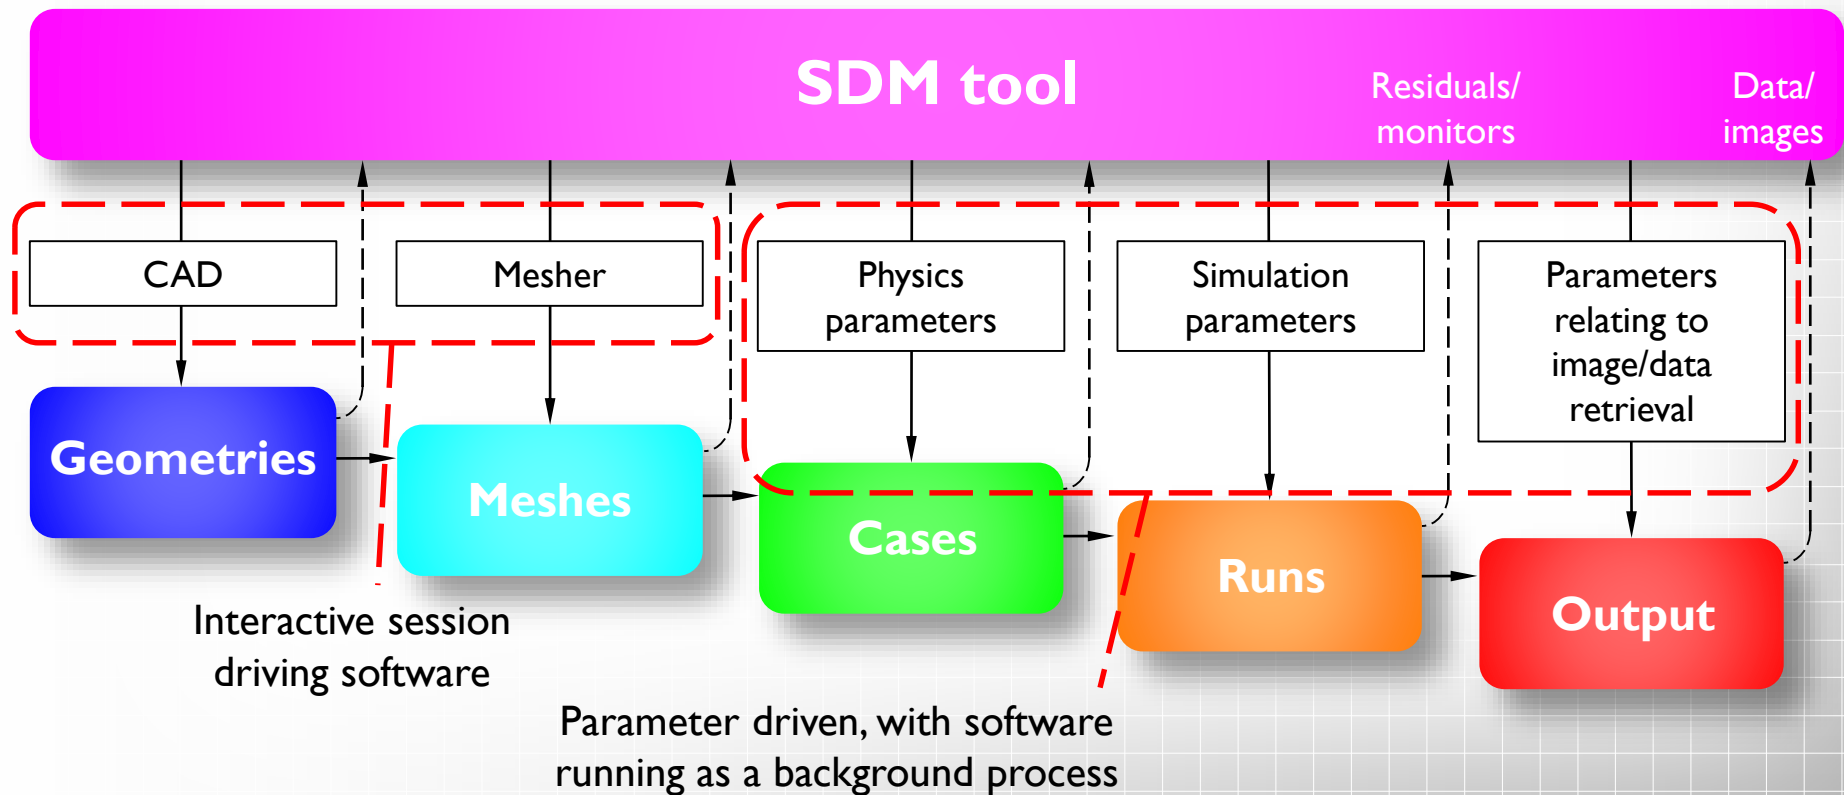 SDM tool
Residuals/
monitors
Data/
images
CAD
Mesher
Physics
parameters
Simulation
parameters
Parameters
relating to
image/data
retrieval
Geometries
Meshes
Cases
Runs
Output
Interactive session
driving software
Parameter driven, with software
running as a background process